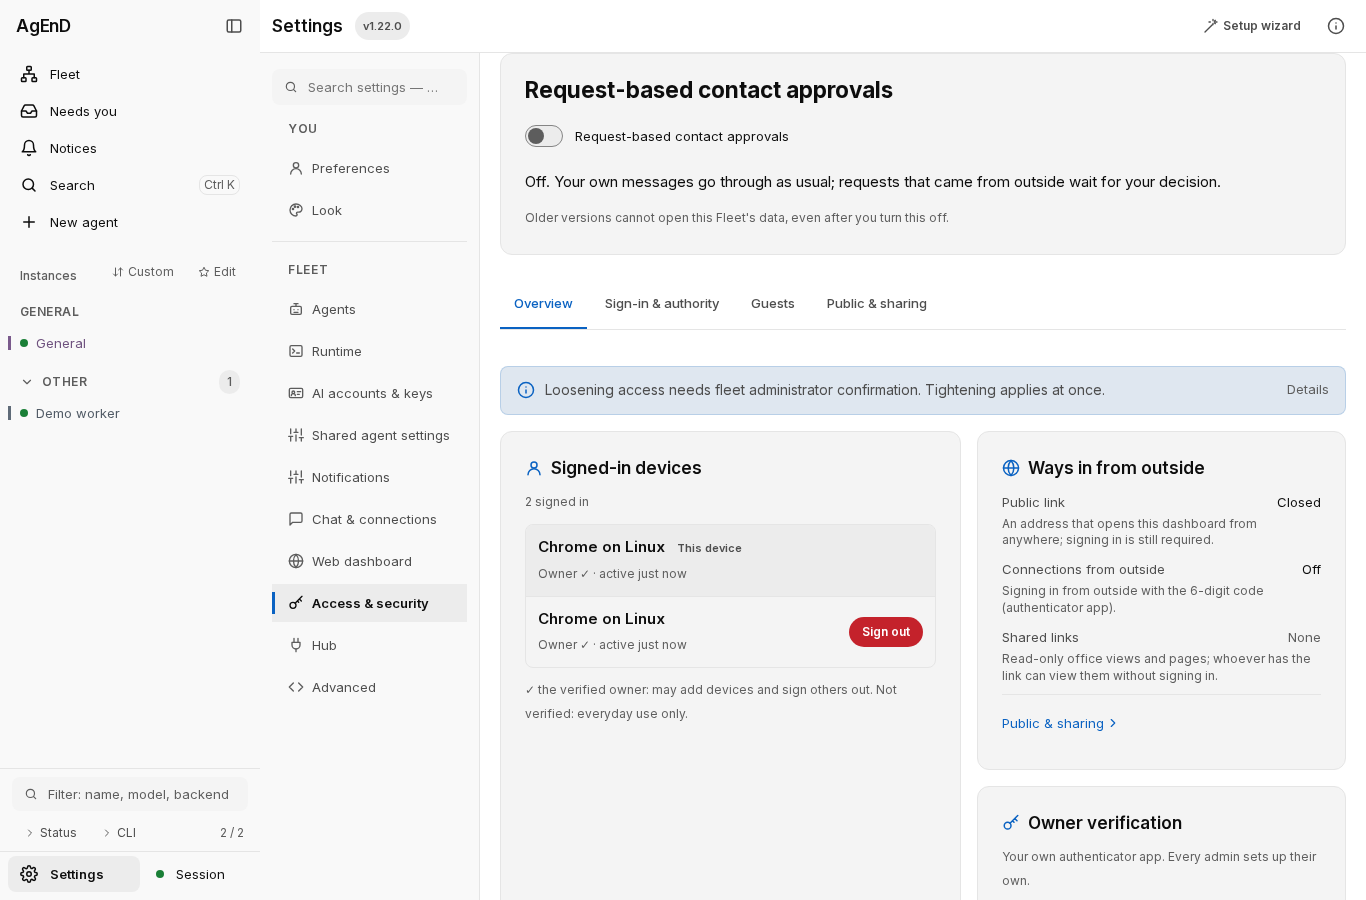 AgEnD
Fleet
Needs you
Notices
Search
Ctrl K
New agent
Instances
Custom
Edit
GENERAL
General
OTHER
1
Demo worker
Filter: name, model, backend
Status
CLI
2 / 2
Settings
Session
Settings
v1.22.0
Setup wizard
Search settings — …
YOU
Preferences
Look
FLEET
Agents
Runtime
AI accounts & keys
Shared agent settings
Notifications
Chat & connections
Web dashboard
Access & security
Hub
Advanced
Request-based contact approvals
Request-based contact approvals
Off. Your own messages go through as usual; requests that came from outside wait for your decision.
Older versions cannot open this Fleet's data, even after you turn this off.
Overview
Sign-in & authority
Guests
Public & sharing
Loosening access needs fleet administrator confirmation. Tightening applies at once.
Details
Signed-in devices
2 signed in
Chrome on Linux
This device
Owner ✓ · active just now
Chrome on Linux
Owner ✓ · active just now
Sign out
✓ the verified owner: may add devices and sign others out. Not
verified: everyday use only.
Ways in from outside
Public link
Closed
An address that opens this dashboard from
anywhere; signing in is still required.
Connections from outside
Off
Signing in from outside with the 6-digit code
(authenticator app).
Shared links
None
Read-only office views and pages; whoever has the
link can view them without signing in.
Public & sharing
Owner verification
Your own authenticator app. Every admin sets up their
own.